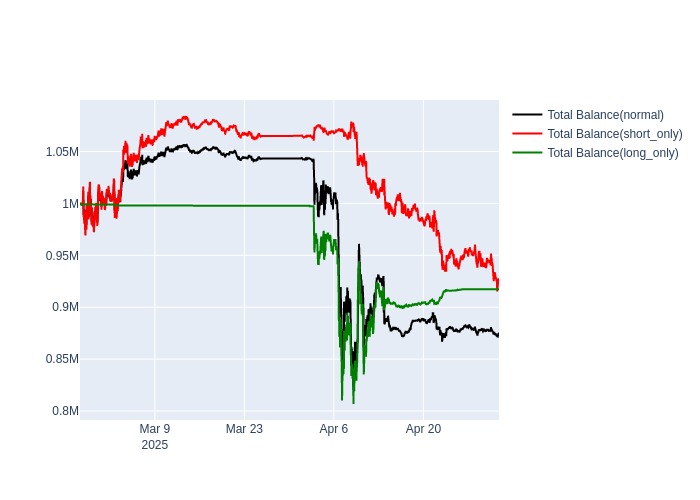 Total Balance(normal)
Total Balance(short_only)
Total Balance(long_only)
1.05M
1M
0.95M
0.9M
0.85M
0.8M
Mar 9
2025
Mar 23
Apr 6
Apr 20